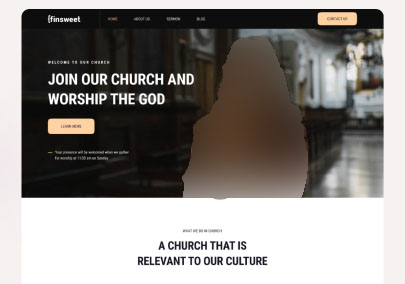 {finsweet
HOME ABOUT US SERMON BLOG
CONTACT US
WELCOME TO OUR CHURCH
JOIN OUR CHURCH AND
WORSHIP THE GOD
LEARN MORE
Your presence will be welcomed when we gather
for worship at 11:00 am on Sunday
WHAT WE DO IN CHURCH
A CHURCH THAT IS
RELEVANT TO OUR CULTURE